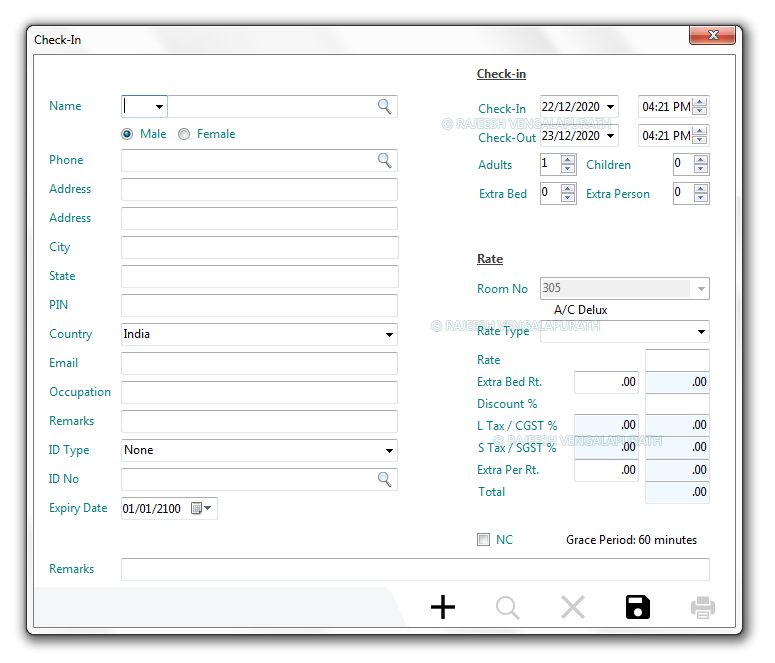 Check-In
Name
Male Female
Phone
Address
Address
City
State
PIN
Country India
Email
Occupation
Remarks
ID Type None
ID No
Expiry Date 01/01/2100
Check-in
Check-In 22/12/2020 04:21 PM
© RAJEESH VENGALAPURATH
Check-Out 23/12/2020 04:21 PM
Adults 1 Children 0
Extra Bed 0 Extra Person 0
Rate
Room No 305
A/C Delux
© RAJEESH VENGALAPURATH
Rate Type
Rate
Extra Bed Rt. .00 .00
Discount %
L Tax / CGST % .00 .00
© RAJEESH VENGALAPURATH
S Tax / SGST % .00 .00
Extra Per Rt. .00 .00
Total .00
NC Grace Period: 60 minutes
Remarks